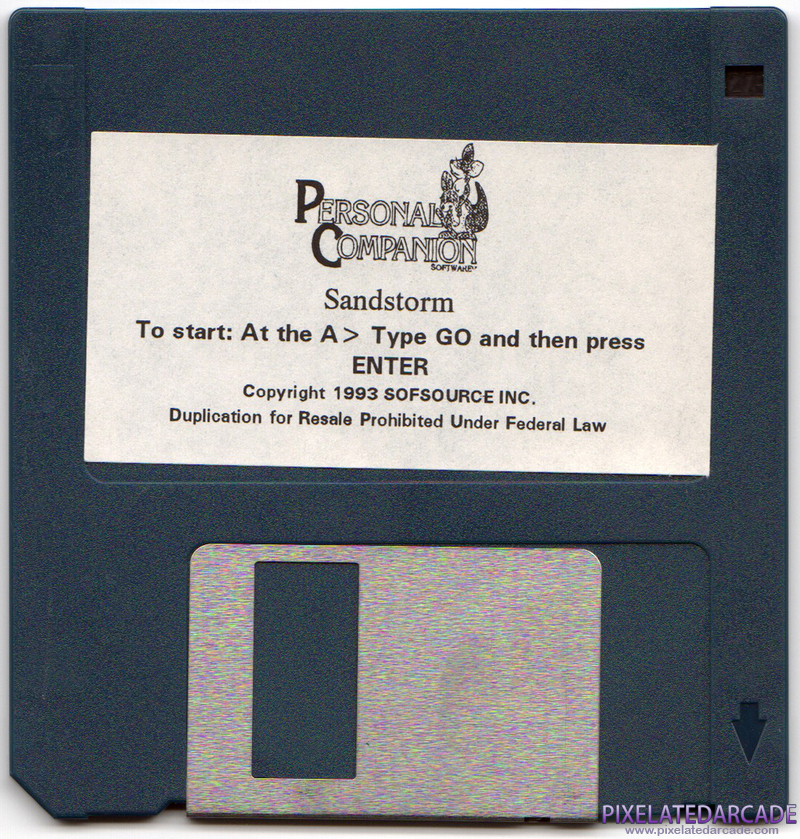 PERSONAL
COMPANION
SOFTWARE™
Sandstorm
To start: At the A> Type GO and then press
ENTER
Copyright 1993 SOFSOURCE INC.
Duplication for Resale Prohibited Under Federal Law
PIXELATEDARCADE
www.pixelatedarcade.com